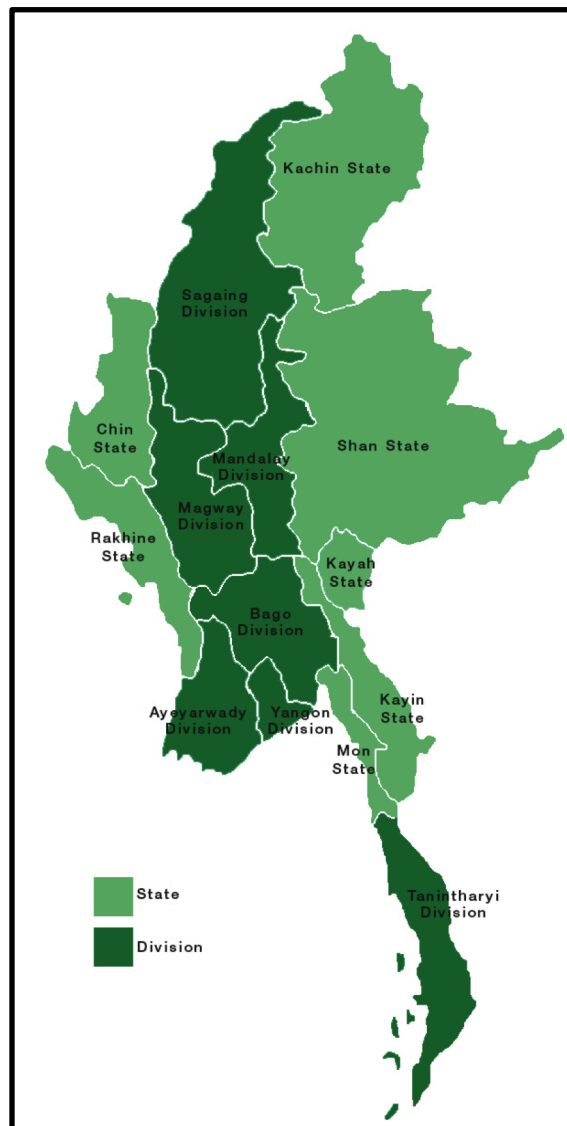 Kachin State
Sagaing
Division
Chin
State
Shan State
Mandalay
Division
Magway
Division
Rakhine
State
Kayah
State
Bago
Division
Kayin
State
Ayeyarwady
Division
Yangon
Division
Mon
State
Tanintharyi
Division
State
Division